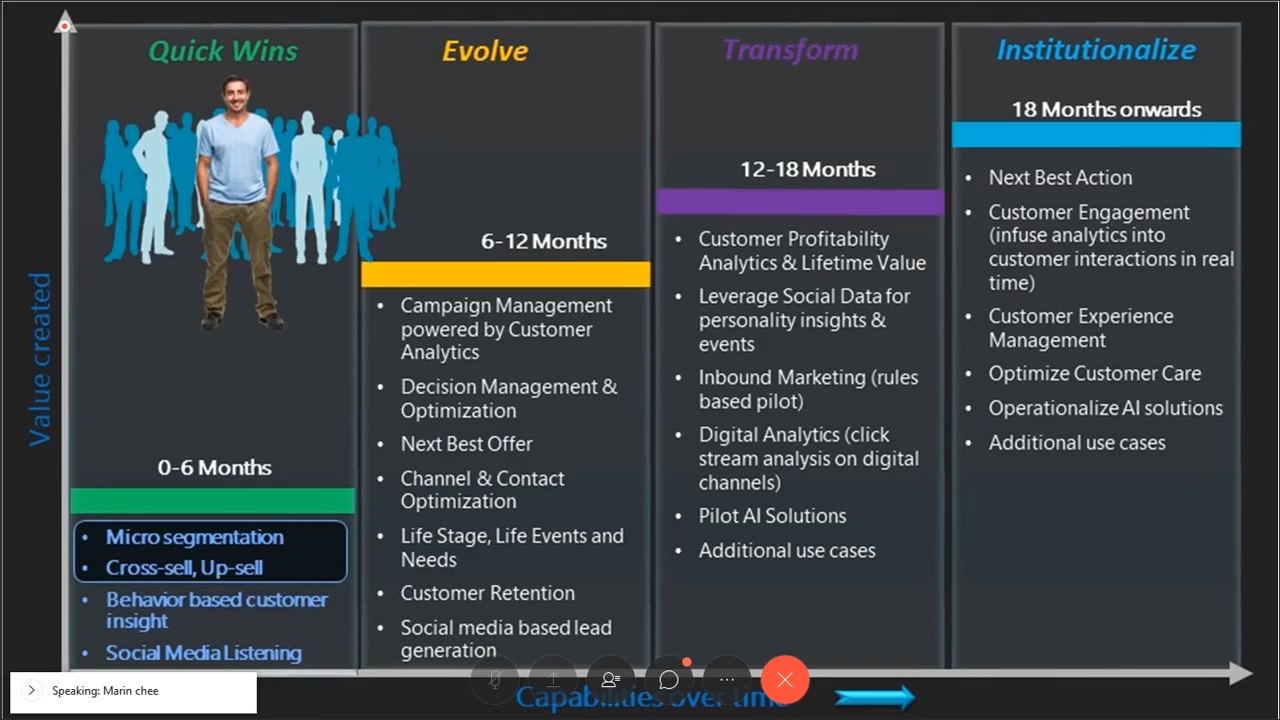 Quick Wins
0-6 Months
• Micro segmentation
• Cross-sell, Up-sell
• Behavior based customer
insight
• Social Media Listening
Evolve
6-12 Months
• Campaign Management
powered by Customer
Analytics
• Decision Management &
Optimization
• Next Best Offer
• Channel & Contact
Optimization
• Life Stage, Life Events and
Needs
• Customer Retention
• Social media based lead
generation
Transform
12-18 Months
• Customer Profitability
Analytics & Lifetime Value
• Leverage Social Data for
personality insights &
events
• Inbound Marketing (rules
based pilot)
• Digital Analytics (click
stream analysis on digital
channels)
• Pilot AI Solutions
• Additional use cases
Institutionalize
18 Months onwards
• Next Best Action
• Customer Engagement
(infuse analytics into
customer interactions in real
time)
• Customer Experience
Management
• Optimize Customer Care
• Operationalize AI solutions
• Additional use cases
Value created
Capabilities over time
Speaking: Marin chee